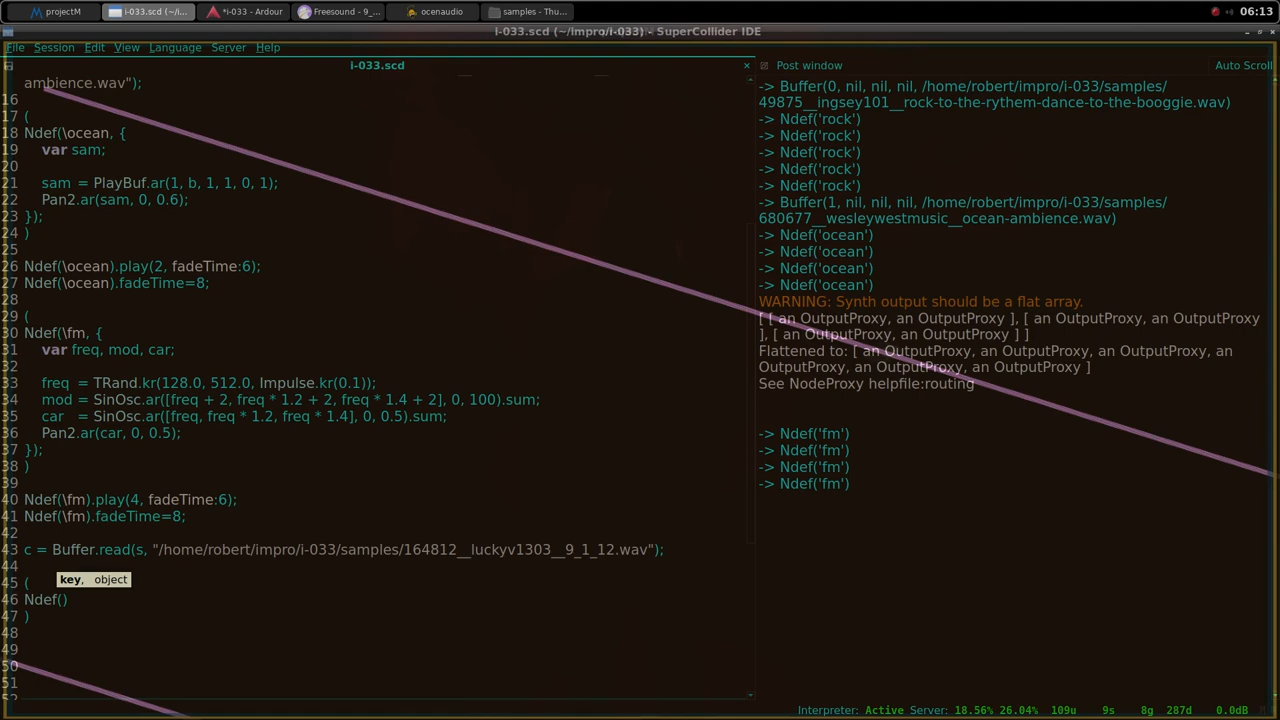 projectM
i-033.scd (~/i...
*i-033 - Ardour
Freesound - 9_...
ocenaudio
samples - Thu...
06:13
i-033.scd (~/impro/i-033) - SuperCollider IDE
File Session Edit View Language Server Help
i-033.scd
Post window
Auto Scroll
ambience.wav");
16
17 (
18 Ndef(\ocean, {
19 var sam;
20
21 sam = PlayBuf.ar(1, b, 1, 1, 0, 1);
22 Pan2.ar(sam, 0, 0.6);
23 });
24 )
25
26 Ndef(\ocean).play(2, fadeTime:6);
27 Ndef(\ocean).fadeTime=8;
28
29 (
30 Ndef(\fm, {
31 var freq, mod, car;
32
33 freq = TRand.kr(128.0, 512.0, Impulse.kr(0.1));
34 mod = SinOsc.ar([freq + 2, freq * 1.2 + 2, freq * 1.4 + 2], 0, 100).sum;
35 car = SinOsc.ar([freq, freq * 1.2, freq * 1.4], 0, 0.5).sum;
36 Pan2.ar(car, 0, 0.5);
37 });
38 )
39
40 Ndef(\fm).play(4, fadeTime:6);
41 Ndef(\fm).fadeTime=8;
42
43 c = Buffer.read(s, "/home/robert/impro/i-033/samples/164812__luckyv1303__9_1_12.wav");
44
key, object
45 (
46 Ndef()
47 )
48
49
50
51
52
-> Buffer(0, nil, nil, nil, /home/robert/impro/i-033/samples/
49875__ingsey101__rock-to-the-rythem-dance-to-the-booggie.wav)
-> Ndef('rock')
-> Ndef('rock')
-> Ndef('rock')
-> Ndef('rock')
-> Ndef('rock')
-> Buffer(1, nil, nil, nil, /home/robert/impro/i-033/samples/
680677__wesleywestmusic__ocean-ambience.wav)
-> Ndef('ocean')
-> Ndef('ocean')
-> Ndef('ocean')
-> Ndef('ocean')
WARNING: Synth output should be a flat array.
[ [ an OutputProxy, an OutputProxy ], [ an OutputProxy, an OutputProxy
], [ an OutputProxy, an OutputProxy ] ]
Flattened to: [ an OutputProxy, an OutputProxy, an OutputProxy, an
OutputProxy, an OutputProxy, an OutputProxy ]
See NodeProxy helpfile:routing
-> Ndef('fm')
-> Ndef('fm')
-> Ndef('fm')
-> Ndef('fm')
Interpreter: Active Server: 18.56% 26.04% 109u 9s 8g 287d 0.0dB